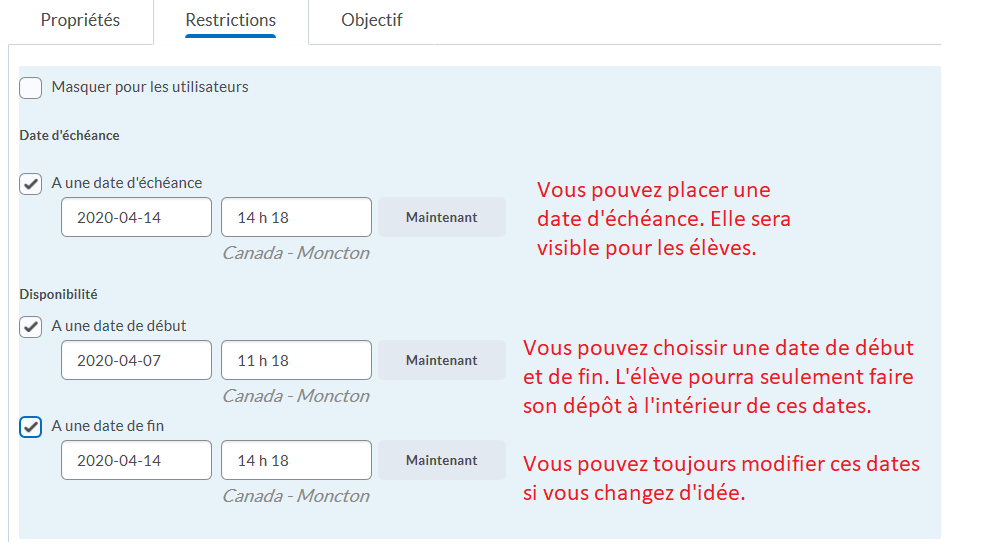 Propriétés Restrictions Objectif
Masquer pour les utilisateurs
Date d'échéance
A une date d'échéance
2020-04-14 14 h 18 Maintenant
Canada - Moncton
Vous pouvez placer une
date d'échéance. Elle sera
visible pour les élèves.
Disponibilité
A une date de début
2020-04-07 11 h 18 Maintenant
Canada - Moncton
Vous pouvez choissir une date de début
et de fin. L'élève pourra seulement faire
son dépôt à l'intérieur de ces dates.
A une date de fin
2020-04-14 14 h 18 Maintenant
Canada - Moncton
Vous pouvez toujours modifier ces dates
si vous changez d'idée.